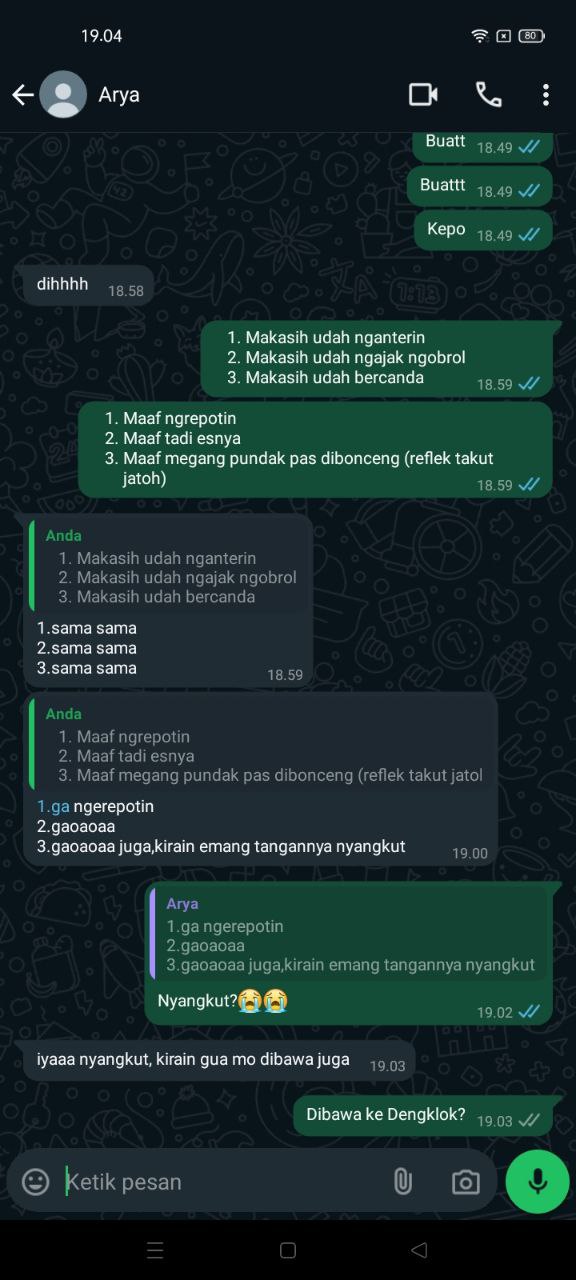 19.04
80
Arya
Buatt 18.49
Buattt 18.49
Kepo 18.49
dihhhh 18.58
1. Makasih udah nganterin
2. Makasih udah ngajak ngobrol
3. Makasih udah bercanda 18.59
1. Maaf ngrepotin
2. Maaf tadi esnya
3. Maaf megang pundak pas dibonceng (reflek takut
jatoh) 18.59
Anda
1. Makasih udah nganterin
2. Makasih udah ngajak ngobrol
3. Makasih udah bercanda
1.sama sama
2.sama sama
3.sama sama 18.59
Anda
1. Maaf ngrepotin
2. Maaf tadi esnya
3. Maaf megang pundak pas dibonceng (reflek takut jatol
1.ga ngerepotin
2.gaoaoaa
3.gaoaoaa juga,kirain emang tangannya nyangkut 19.00
Arya
1.ga ngerepotin
2.gaoaoaa
3.gaoaoaa juga,kirain emang tangannya nyangkut
Nyangkut?😭😭 19.02
iyaaa nyangkut, kirain gua mo dibawa juga 19.03
Dibawa ke Dengklok? 19.03
Ketik pesan